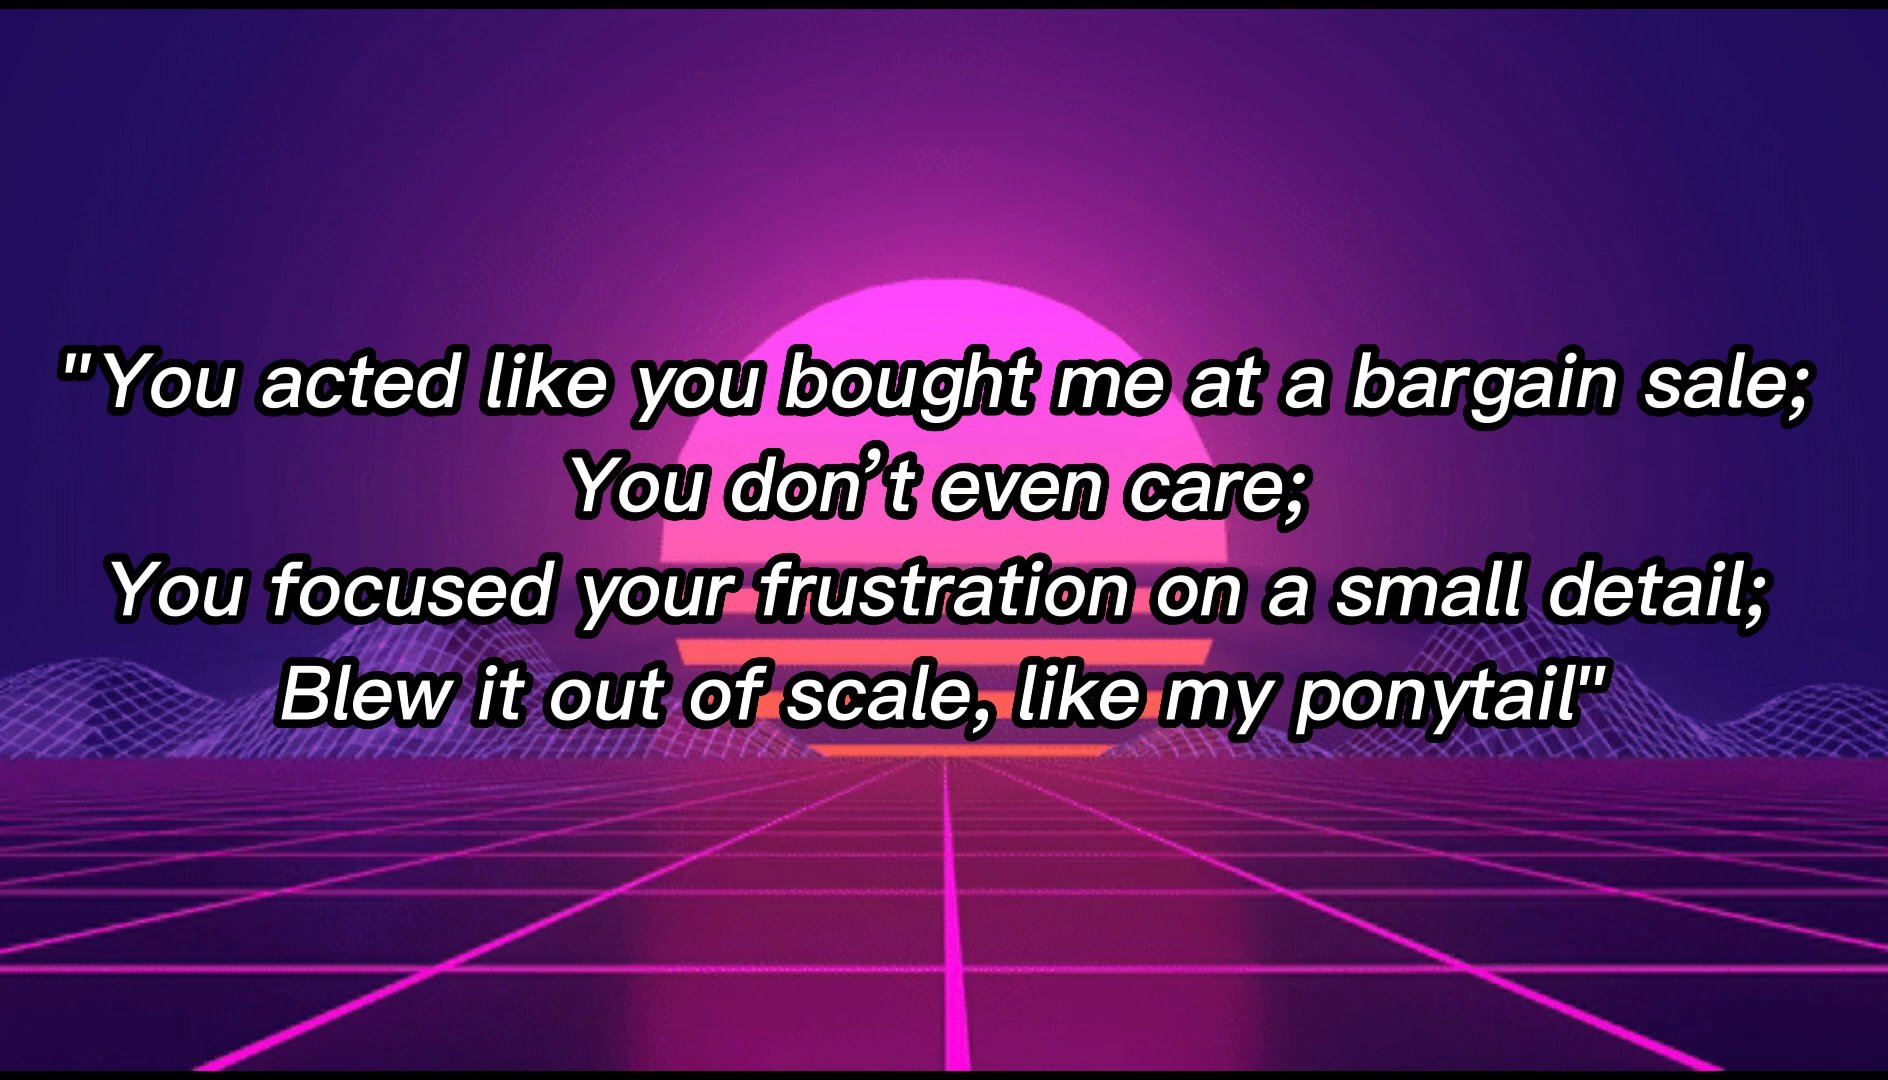 "You acted like you bought me at a bargain sale;
You don’t even care;
You focused your frustration on a small detail;
Blew it out of scale, like my ponytail"